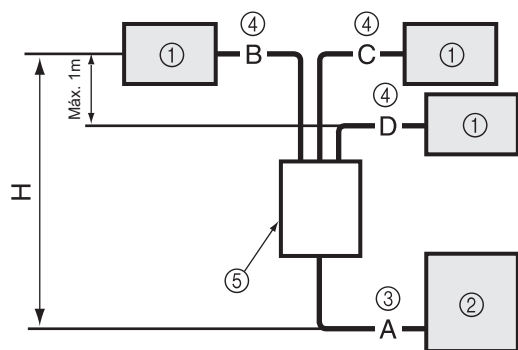 ④ ④
① B C ①
Máx. 1m
④
D ①
H
⑤
③
A ②